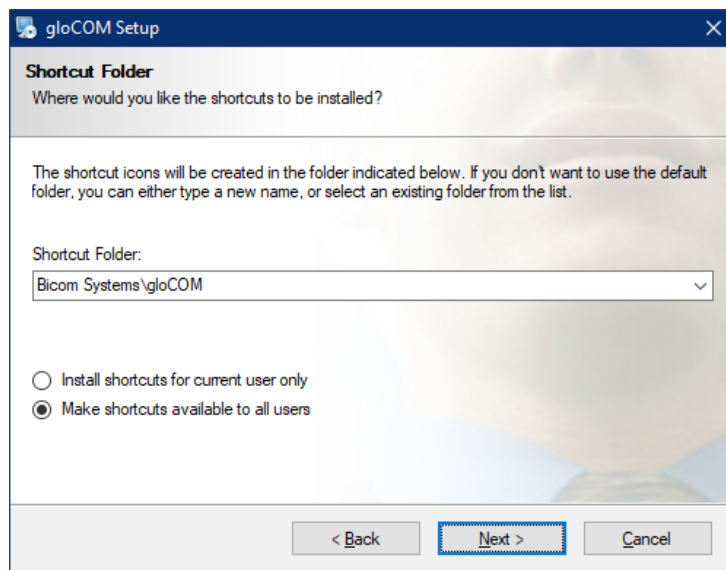 gloCOM Setup
Shortcut Folder
Where would you like the shortcuts to be installed?
The shortcut icons will be created in the folder indicated below. If you don't want to use the default
folder, you can either type a new name, or select an existing folder from the list.
Shortcut Folder:
Bicom Systems\gloCOM
Install shortcuts for current user only
Make shortcuts available to all users
< Back
Next >
Cancel